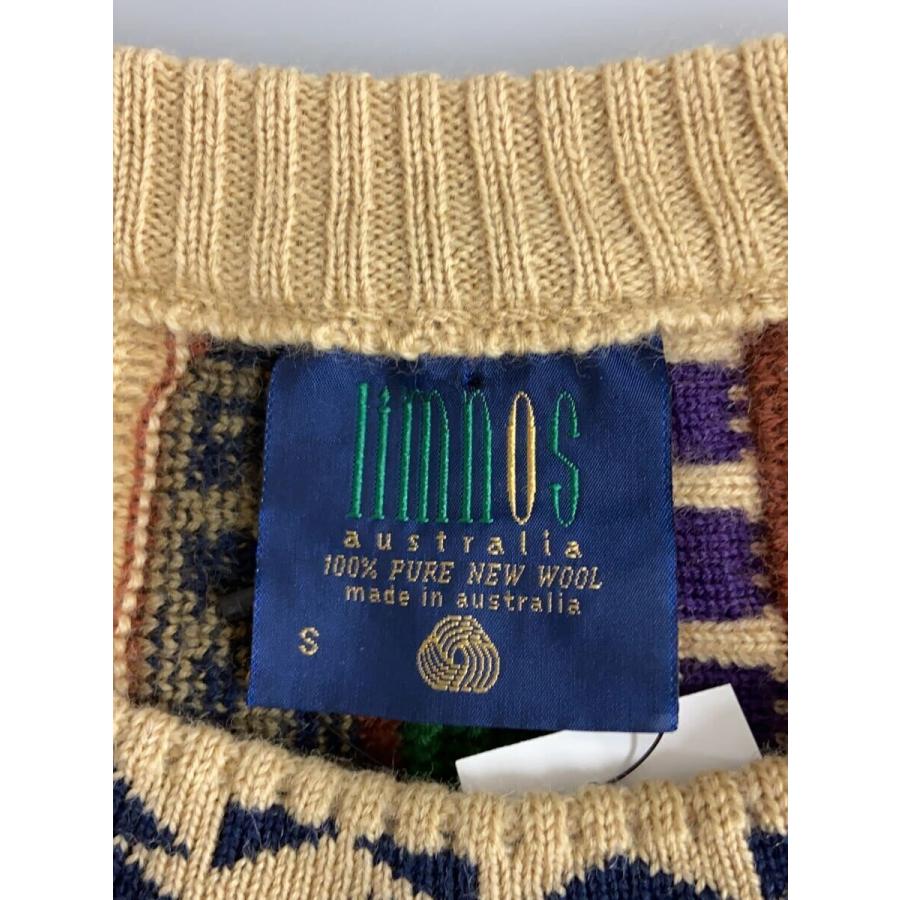 limnos
australia
100% PURE NEW WOOL
made in australia
S